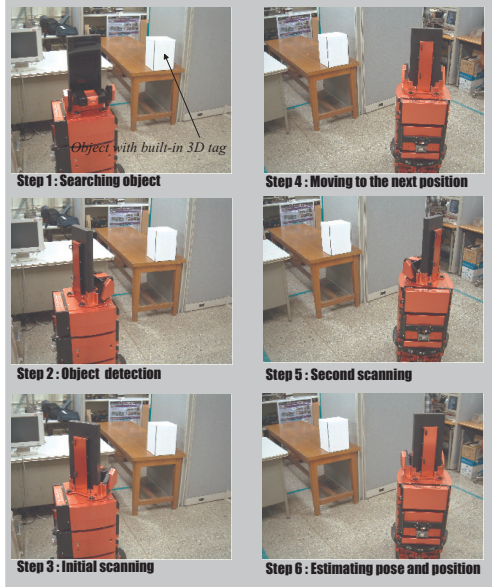 Object with built-in 3D tag
Step 1 : Searching object
Step 2 : Object detection
Step 3 : Initial scanning
Step 4 : Moving to the next position
Step 5 : Second scanning
Step 6 : Estimating pose and position